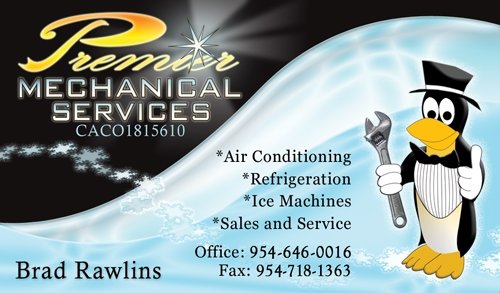 Premier
MECHANICAL
SERVICES
CACO1815610
*Air Conditioning
*Refrigeration
*Ice Machines
*Sales and Service
Office: 954-646-0016
Fax: 954-718-1363
Brad Rawlins